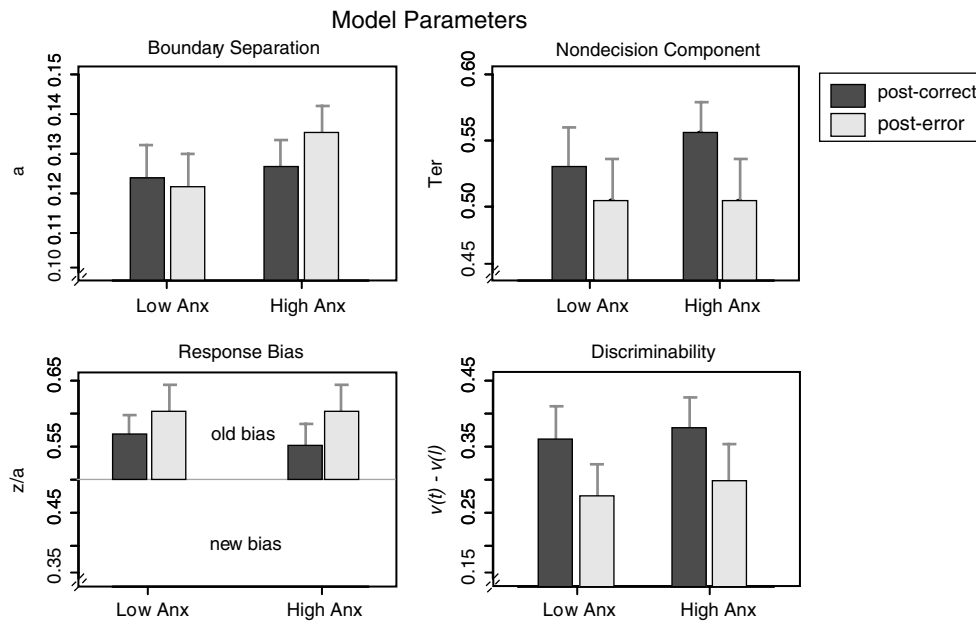 Model Parameters
Boundary Separation
a
0.10 0.11 0.12 0.13 0.14 0.15
Low Anx
High Anx
Nondecision Component
Ter
0.45 0.50 0.55 0.60
Low Anx
High Anx
post-correct
post-error
Response Bias
z/a
0.35 0.45 0.55 0.65
old bias
new bias
Low Anx
High Anx
Discriminability
v(t) - v(l)
0.15 0.25 0.35 0.45
Low Anx
High Anx